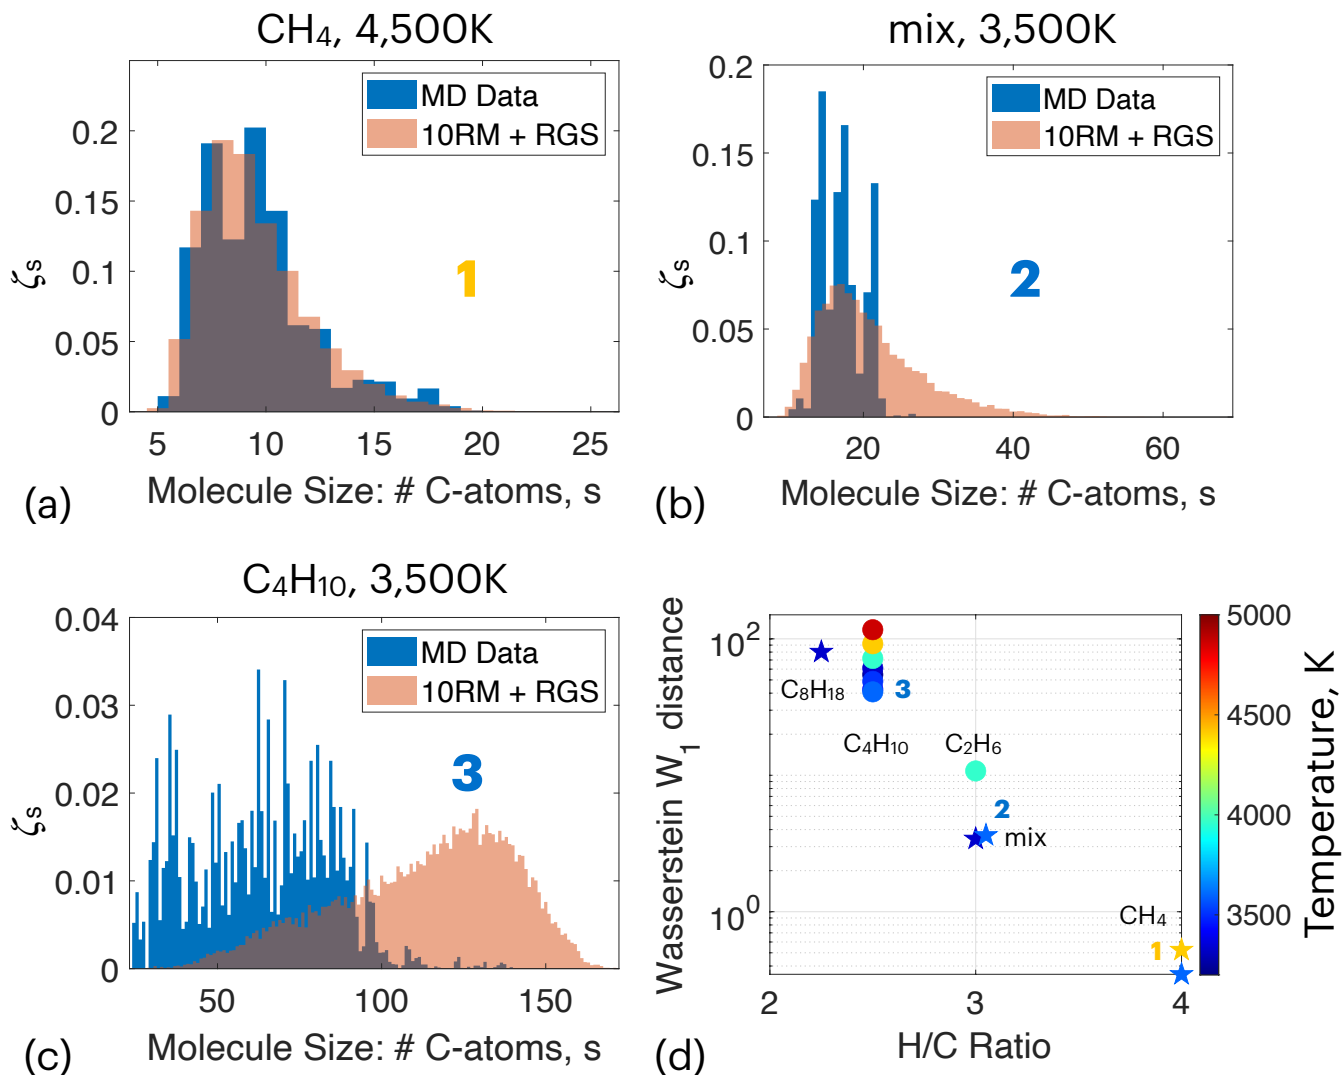 CH₄, 4,500K
MD Data
10RM + RGS
0.2
0.15
0.1
0.05
0
ζs
1
5 10 15 20 25
Molecule Size: # C-atoms, s
(a)
mix, 3,500K
MD Data
10RM + RGS
0.2
0.15
0.1
0.05
0
ζs
2
20 40 60
Molecule Size: # C-atoms, s
(b)
C₄H₁₀, 3,500K
MD Data
10RM + RGS
0.04
0.03
0.02
0.01
0
ζs
3
50 100 150
Molecule Size: # C-atoms, s
(c)
Wasserstein W₁ distance
10²
10⁰
C₈H₁₈
3
C₄H₁₀
C₂H₆
2
mix
CH₄
1
2 3 4
H/C Ratio
5000
4500
4000
3500
Temperature, K
(d)